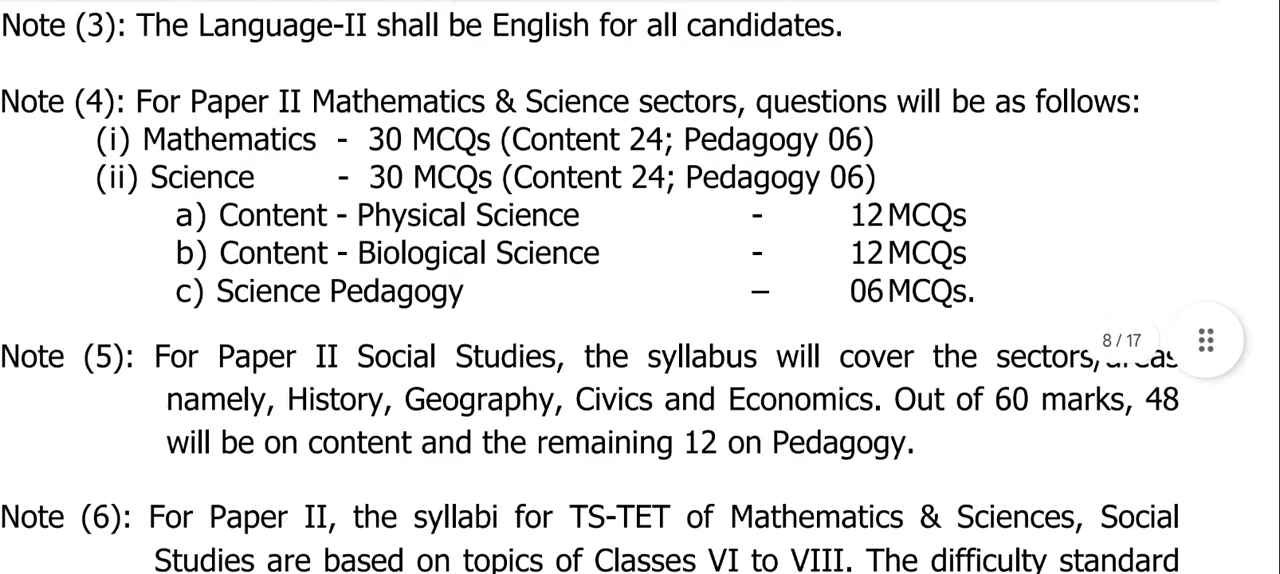 Note (3): The Language-II shall be English for all candidates.
Note (4): For Paper II Mathematics & Science sectors, questions will be as follows:
(i) Mathematics - 30 MCQs (Content 24; Pedagogy 06)
(ii) Science - 30 MCQs (Content 24; Pedagogy 06)
a) Content - Physical Science - 12 MCQs
b) Content - Biological Science - 12 MCQs
c) Science Pedagogy – 06 MCQs.
8 / 17
Note (5): For Paper II Social Studies, the syllabus will cover the sectors/
namely, History, Geography, Civics and Economics. Out of 60 marks, 48
will be on content and the remaining 12 on Pedagogy.
Note (6): For Paper II, the syllabi for TS-TET of Mathematics & Sciences, Social
Studies are based on topics of Classes VI to VIII. The difficulty standard